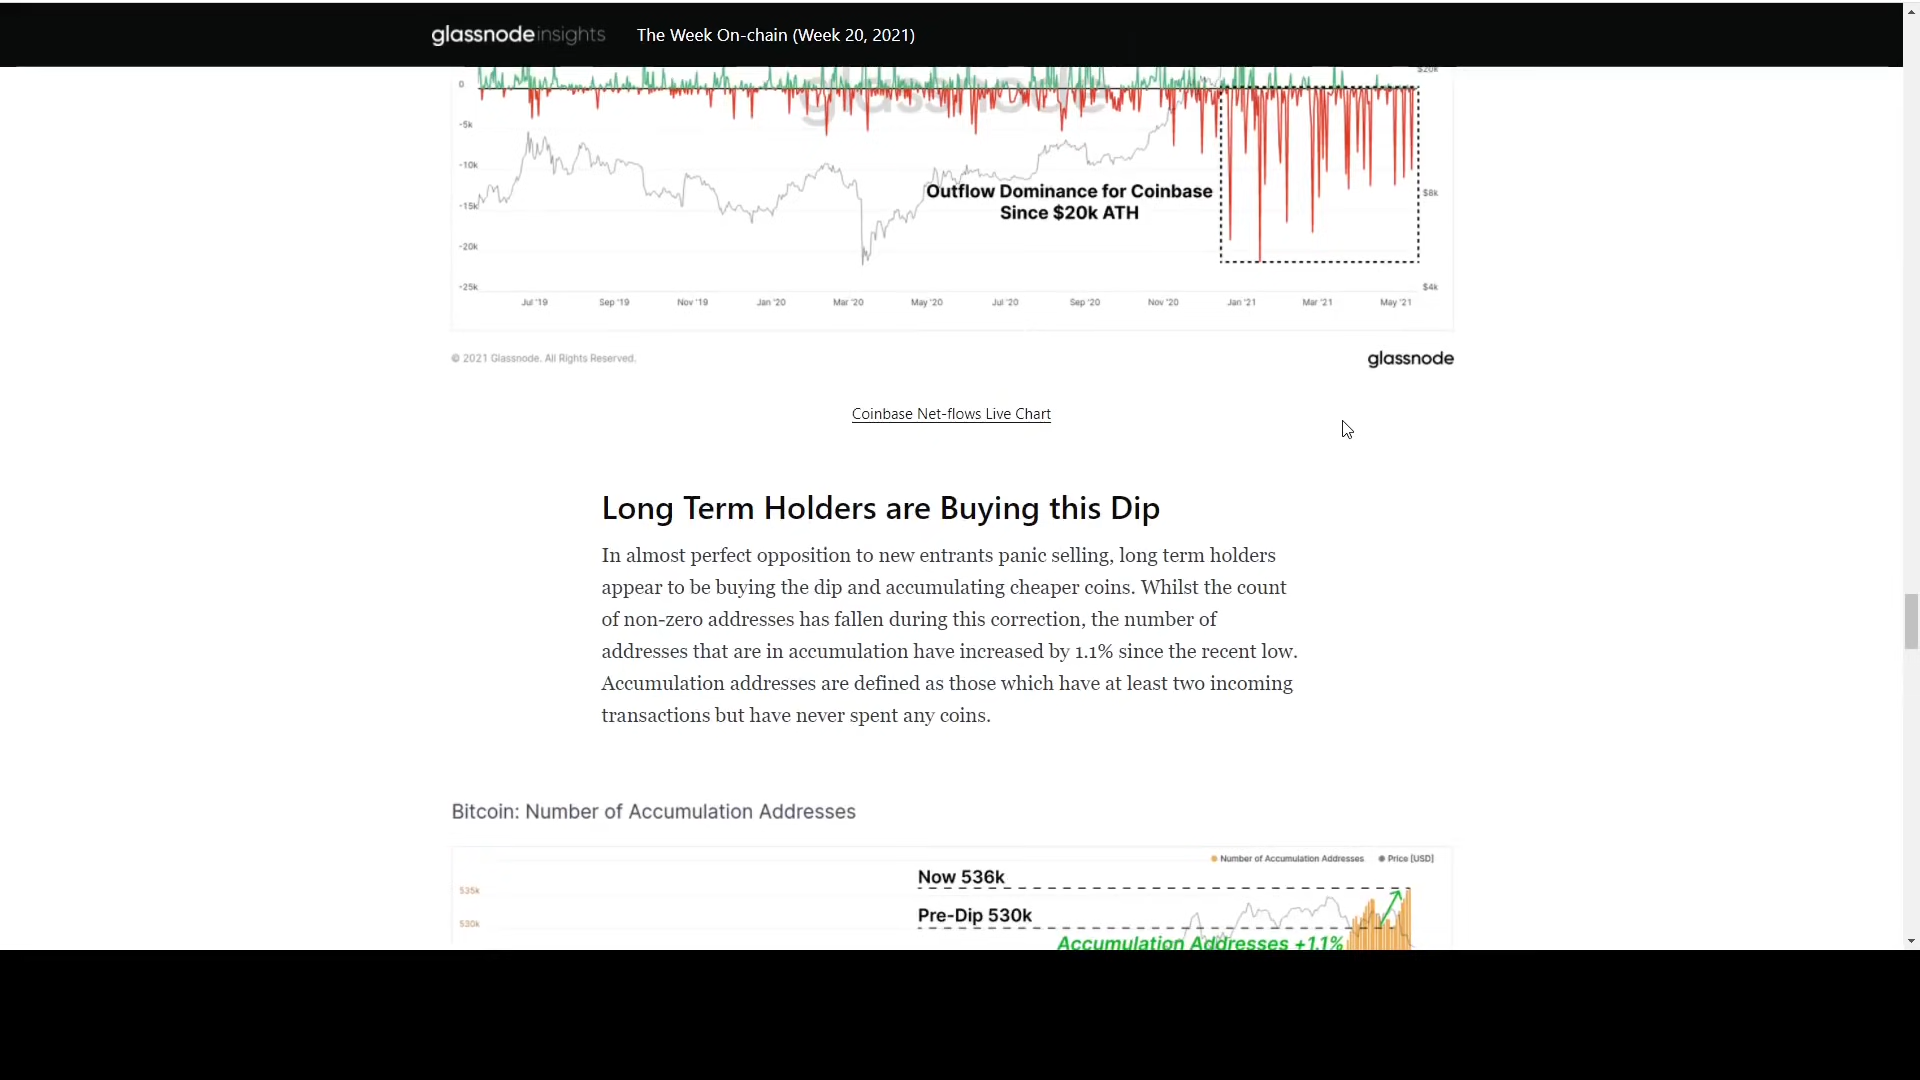 glassnodeinsights
The Week On-chain (Week 20, 2021)
$20k
glassnode
0
-5k
-10k
-15k
-20k
-25k
Outflow Dominance for Coinbase
Since $20k ATH
$8k
$4k
Jul '19 Sep '19 Nov '19 Jan '20 Mar '20 May '20 Jul '20 Sep '20 Nov '20 Jan '21 Mar '21 May '21
© 2021 Glassnode. All Rights Reserved.
glassnode
Coinbase Net-flows Live Chart
Long Term Holders are Buying this Dip
In almost perfect opposition to new entrants panic selling, long term holders
appear to be buying the dip and accumulating cheaper coins. Whilst the count
of non-zero addresses has fallen during this correction, the number of
addresses that are in accumulation have increased by 1.1% since the recent low.
Accumulation addresses are defined as those which have at least two incoming
transactions but have never spent any coins.
Bitcoin: Number of Accumulation Addresses
Number of Accumulation Addresses Price [USD]
Now 536k
535k
Pre-Dip 530k
530k
Accumulation Addresses +1.1%